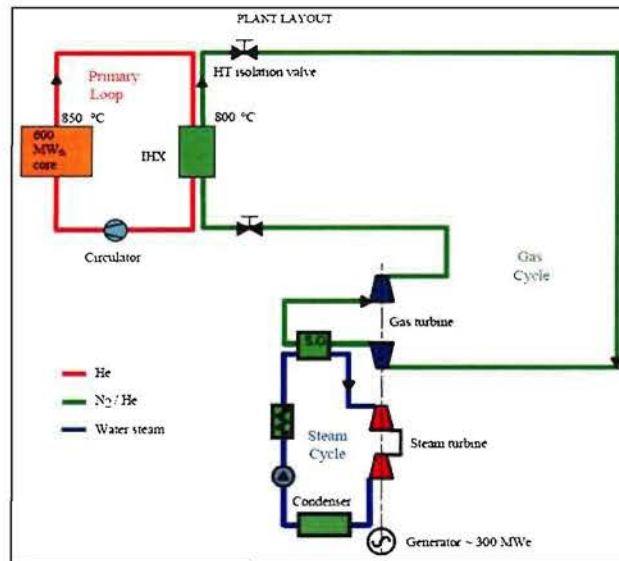 PLANT LAYOUT
HT isolation valve
Primary
Loop
850 °C
800 °C
600
MWth
core
IHX
Circulator
Gas
Cycle
Gas turbine
S.G
He
N2 / He
Water steam
Steam
Cycle
Steam turbine
Condenser
Generator ~ 300 MWe